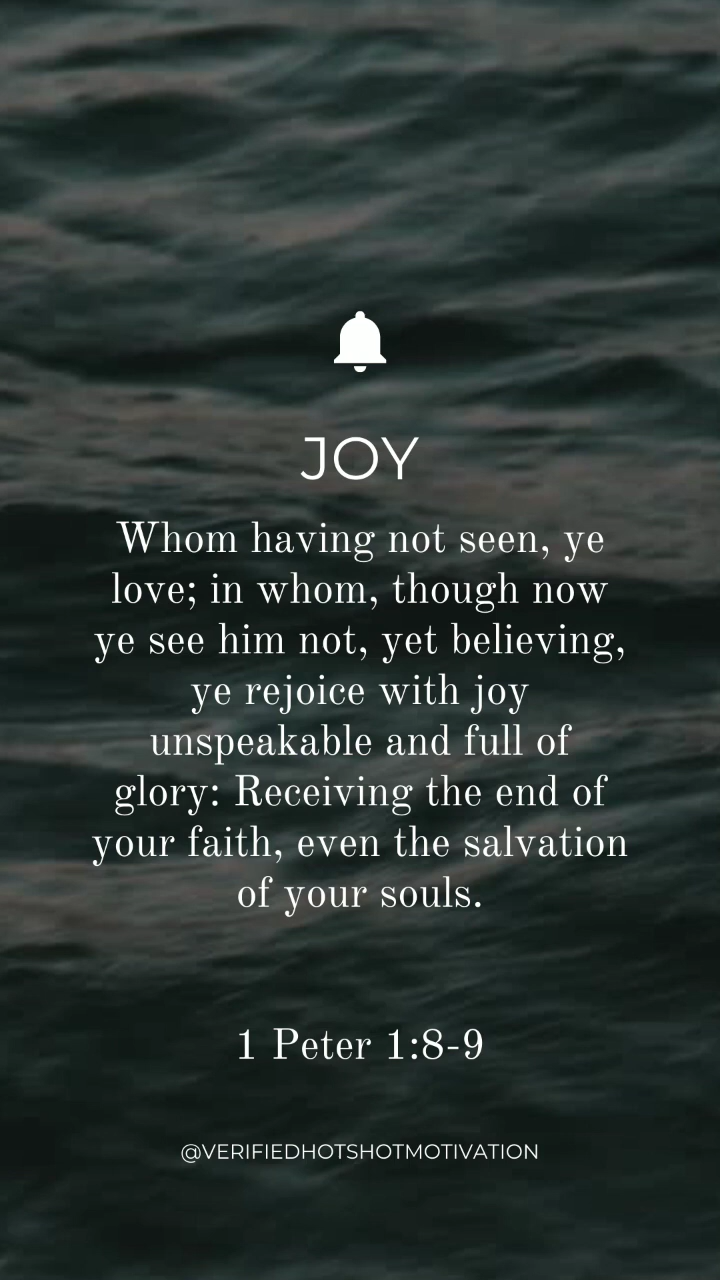 JOY
Whom having not seen, ye
love; in whom, though now
ye see him not, yet believing,
ye rejoice with joy
unspeakable and full of
glory: Receiving the end of
your faith, even the salvation
of your souls.
1 Peter 1:8-9
@VERIFIEDHOTSHOTMOTIVATION